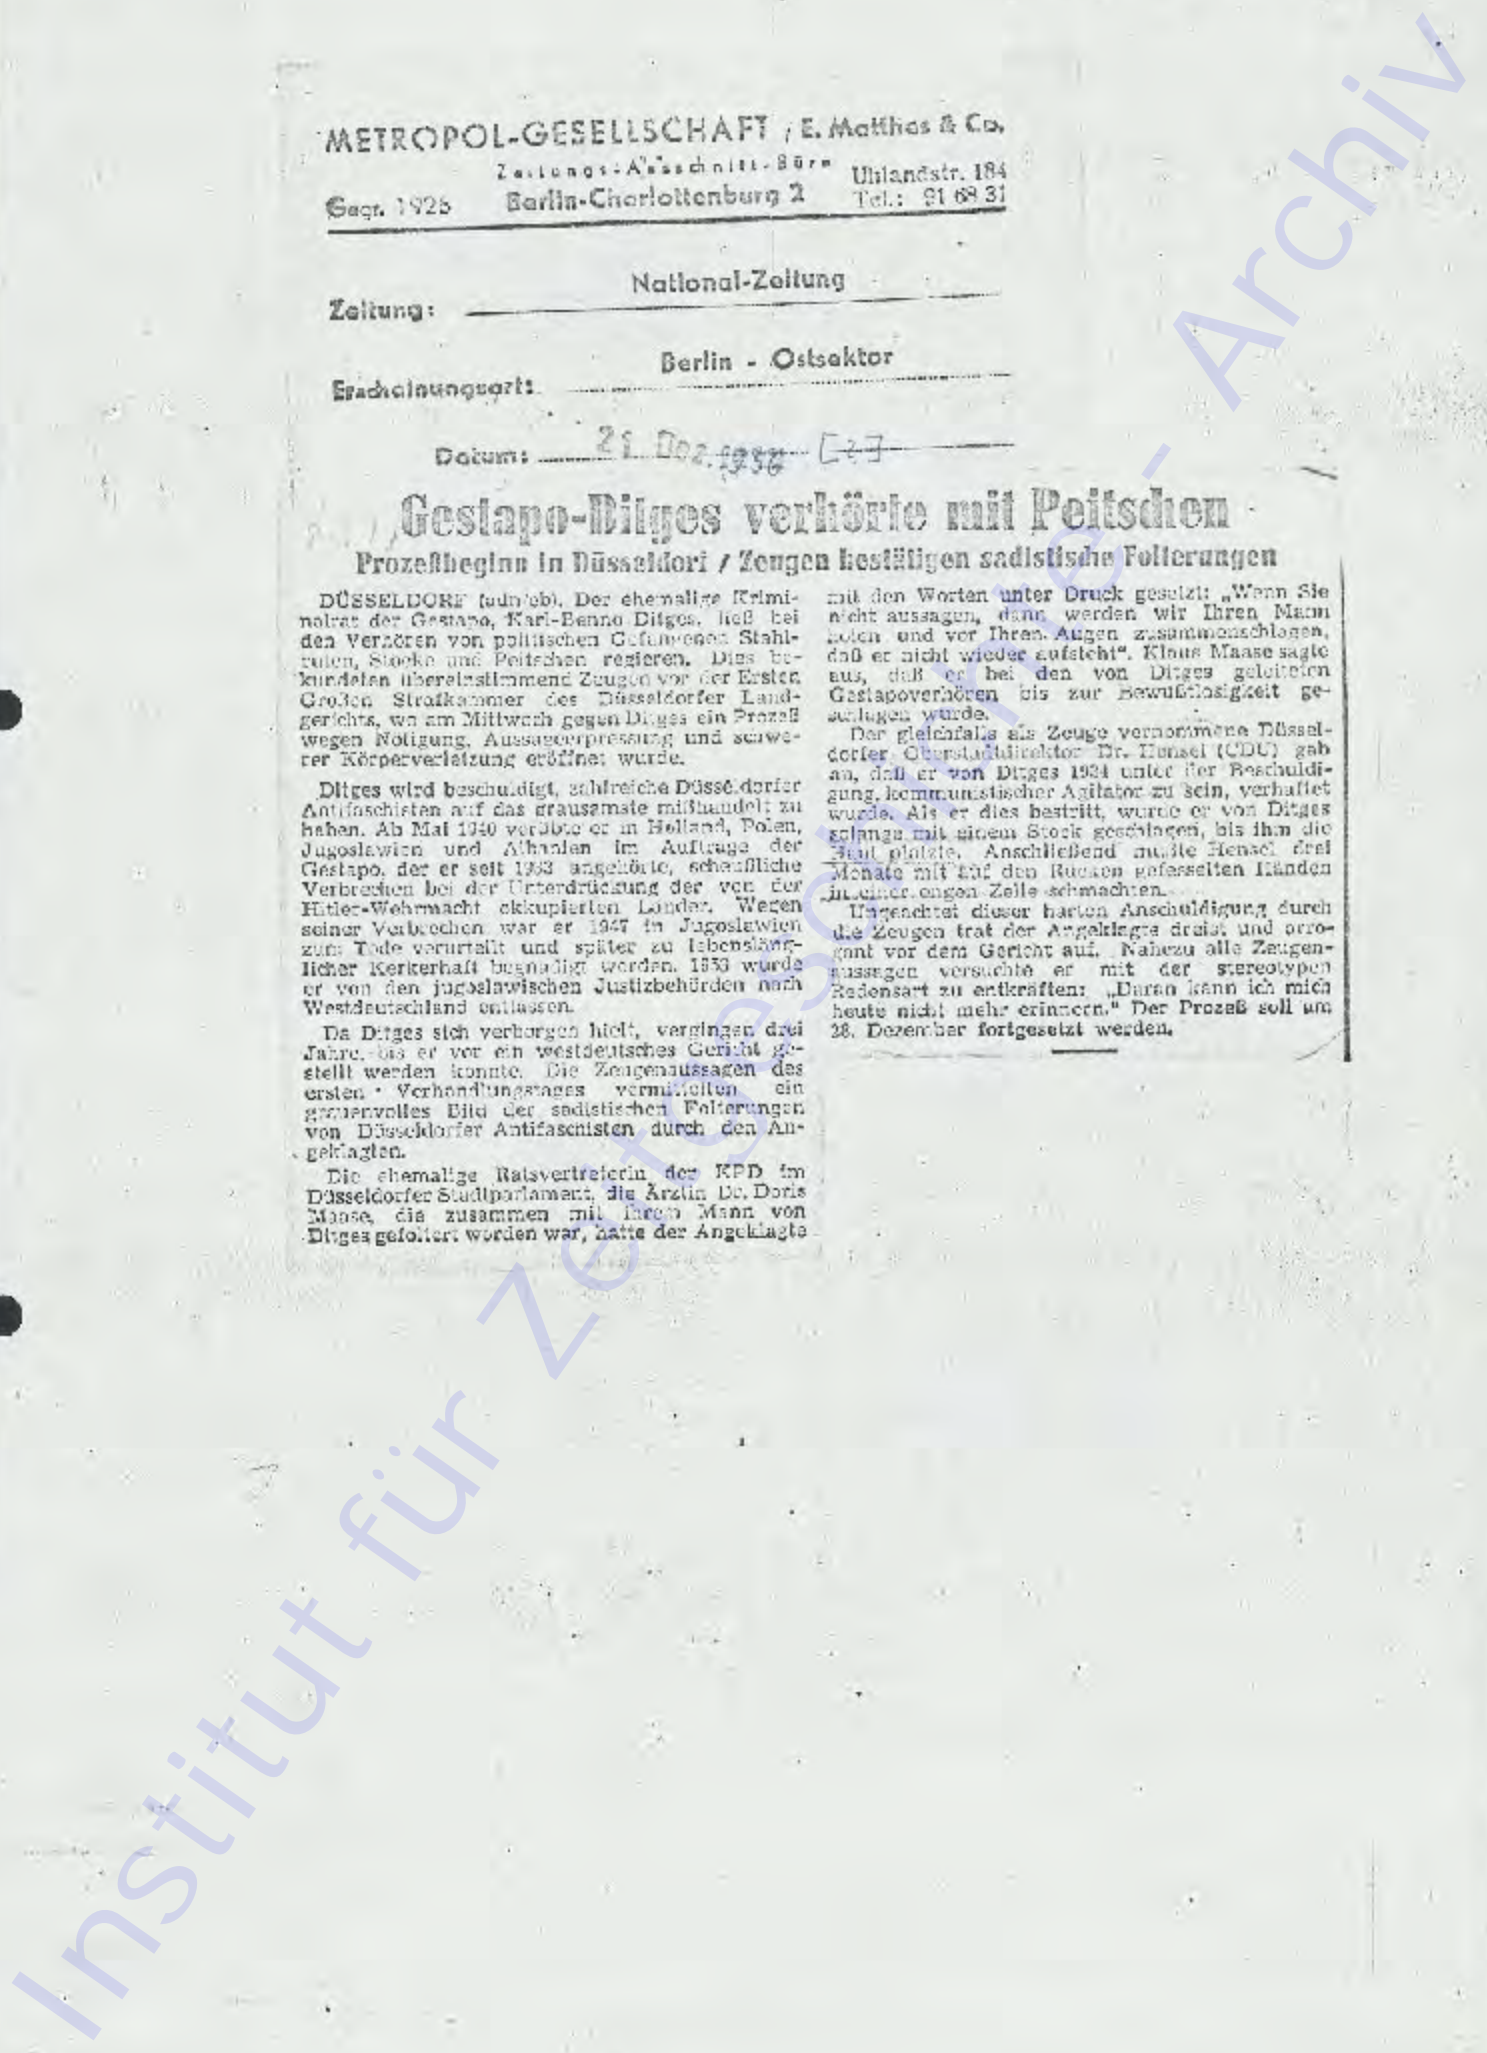 METROPOL-GESELLSCHAFT / E. Matthes & Co.
Zeitungs-Ausschnitt-Büro Uhlandstr. 184
Gegr. 1926 Berlin-Charlottenburg 2 Tel.: 91 68 31
Zeitung: National-Zeitung
Erscheinungsort: Berlin - Ostsektor
Datum: 21. Dez. 1956
Gestapo-Ditges verhörte mit Peitschen
Prozeßbeginn in Düsseldorf / Zeugen bestätigen sadistische Folterungen
DÜSSELDORF (adn/eb). Der ehemalige Krimi-
nalrat der Gestapo, Karl-Benno Ditges, ließ bei
den Verhören von politischen Gefangenen Stahl-
ruten, Stöcke und Peitschen regieren. Dies be-
kundeten übereinstimmend Zeugen vor der Ersten
Großen Strafkammer des Düsseldorfer Land-
gerichts, wo am Mittwoch gegen Ditges ein Prozeß
wegen Nötigung, Aussageerpressung und schwe-
rer Körperverletzung eröffnet wurde.
Ditges wird beschuldigt, zahlreiche Düsseldorfer
Antifaschisten auf das grausamste mißhandelt zu
haben. Ab Mai 1940 verübte er in Holland, Polen,
Jugoslawien und Albanien im Auftrage der
Gestapo, der er seit 1933 angehörte, scheußliche
Verbrechen bei der Unterdrückung der von der
Hitler-Wehrmacht okkupierten Länder. Wegen
seiner Verbrechen war er 1947 in Jugoslawien
zum Tode verurteilt und später zu lebensläng-
licher Kerkerhaft begnadigt worden. 1953 wurde
er von den jugoslawischen Justizbehörden nach
Westdeutschland entlassen.
Da Ditges sich verborgen hielt, vergingen drei
Jahre, bis er vor ein westdeutsches Gericht ge-
stellt werden konnte. Die Zeugenaussagen des
ersten Verhandlungstages vermittelten ein
grauenvolles Bild der sadistischen Folterungen
von Düsseldorfer Antifaschisten durch den An-
geklagten.
Die ehemalige Ratsvertreterin der KPD im
Düsseldorfer Stadtparlament, die Ärztin Dr. Doris
Maase, die zusammen mit ihrem Mann von
Ditges gefoltert worden war, hatte der Angeklagte
mit den Worten unter Druck gesetzt: „Wenn Sie
nicht aussagen, dann werden wir Ihren Mann
holen und vor Ihren Augen zusammenschlagen,
daß er nicht wieder aufsteht“. Klaus Maase sagte
aus, daß er bei den von Ditges geleiteten
Gestapoverhören bis zur Bewußtlosigkeit ge-
schlagen wurde.
Der gleichfalls als Zeuge vernommene Düssel-
dorfer Oberstadtdirektor Dr. Hensel (CDU) gab
an, daß er von Ditges 1934 unter der Beschuldi-
gung, kommunistischer Agitator zu sein, verhaftet
wurde. Als er dies bestritt, wurde er von Ditges
solange mit einem Stock geschlagen, bis ihm die
Haut platzte. Anschließend mußte Hensel drei
Monate mit auf den Rücken gefesselten Händen
in einer engen Zelle schmachten.
Ungeachtet dieser harten Anschuldigung durch
die Zeugen trat der Angeklagte dreist und arro-
gant vor dem Gericht auf. Nahezu alle Zeugen-
aussagen versuchte er mit der stereotypen
Redensart zu entkräften: „Daran kann ich mich
heute nicht mehr erinnern.“ Der Prozeß soll am
28. Dezember fortgesetzt werden.
Institut für Zeitgeschichte - Archiv